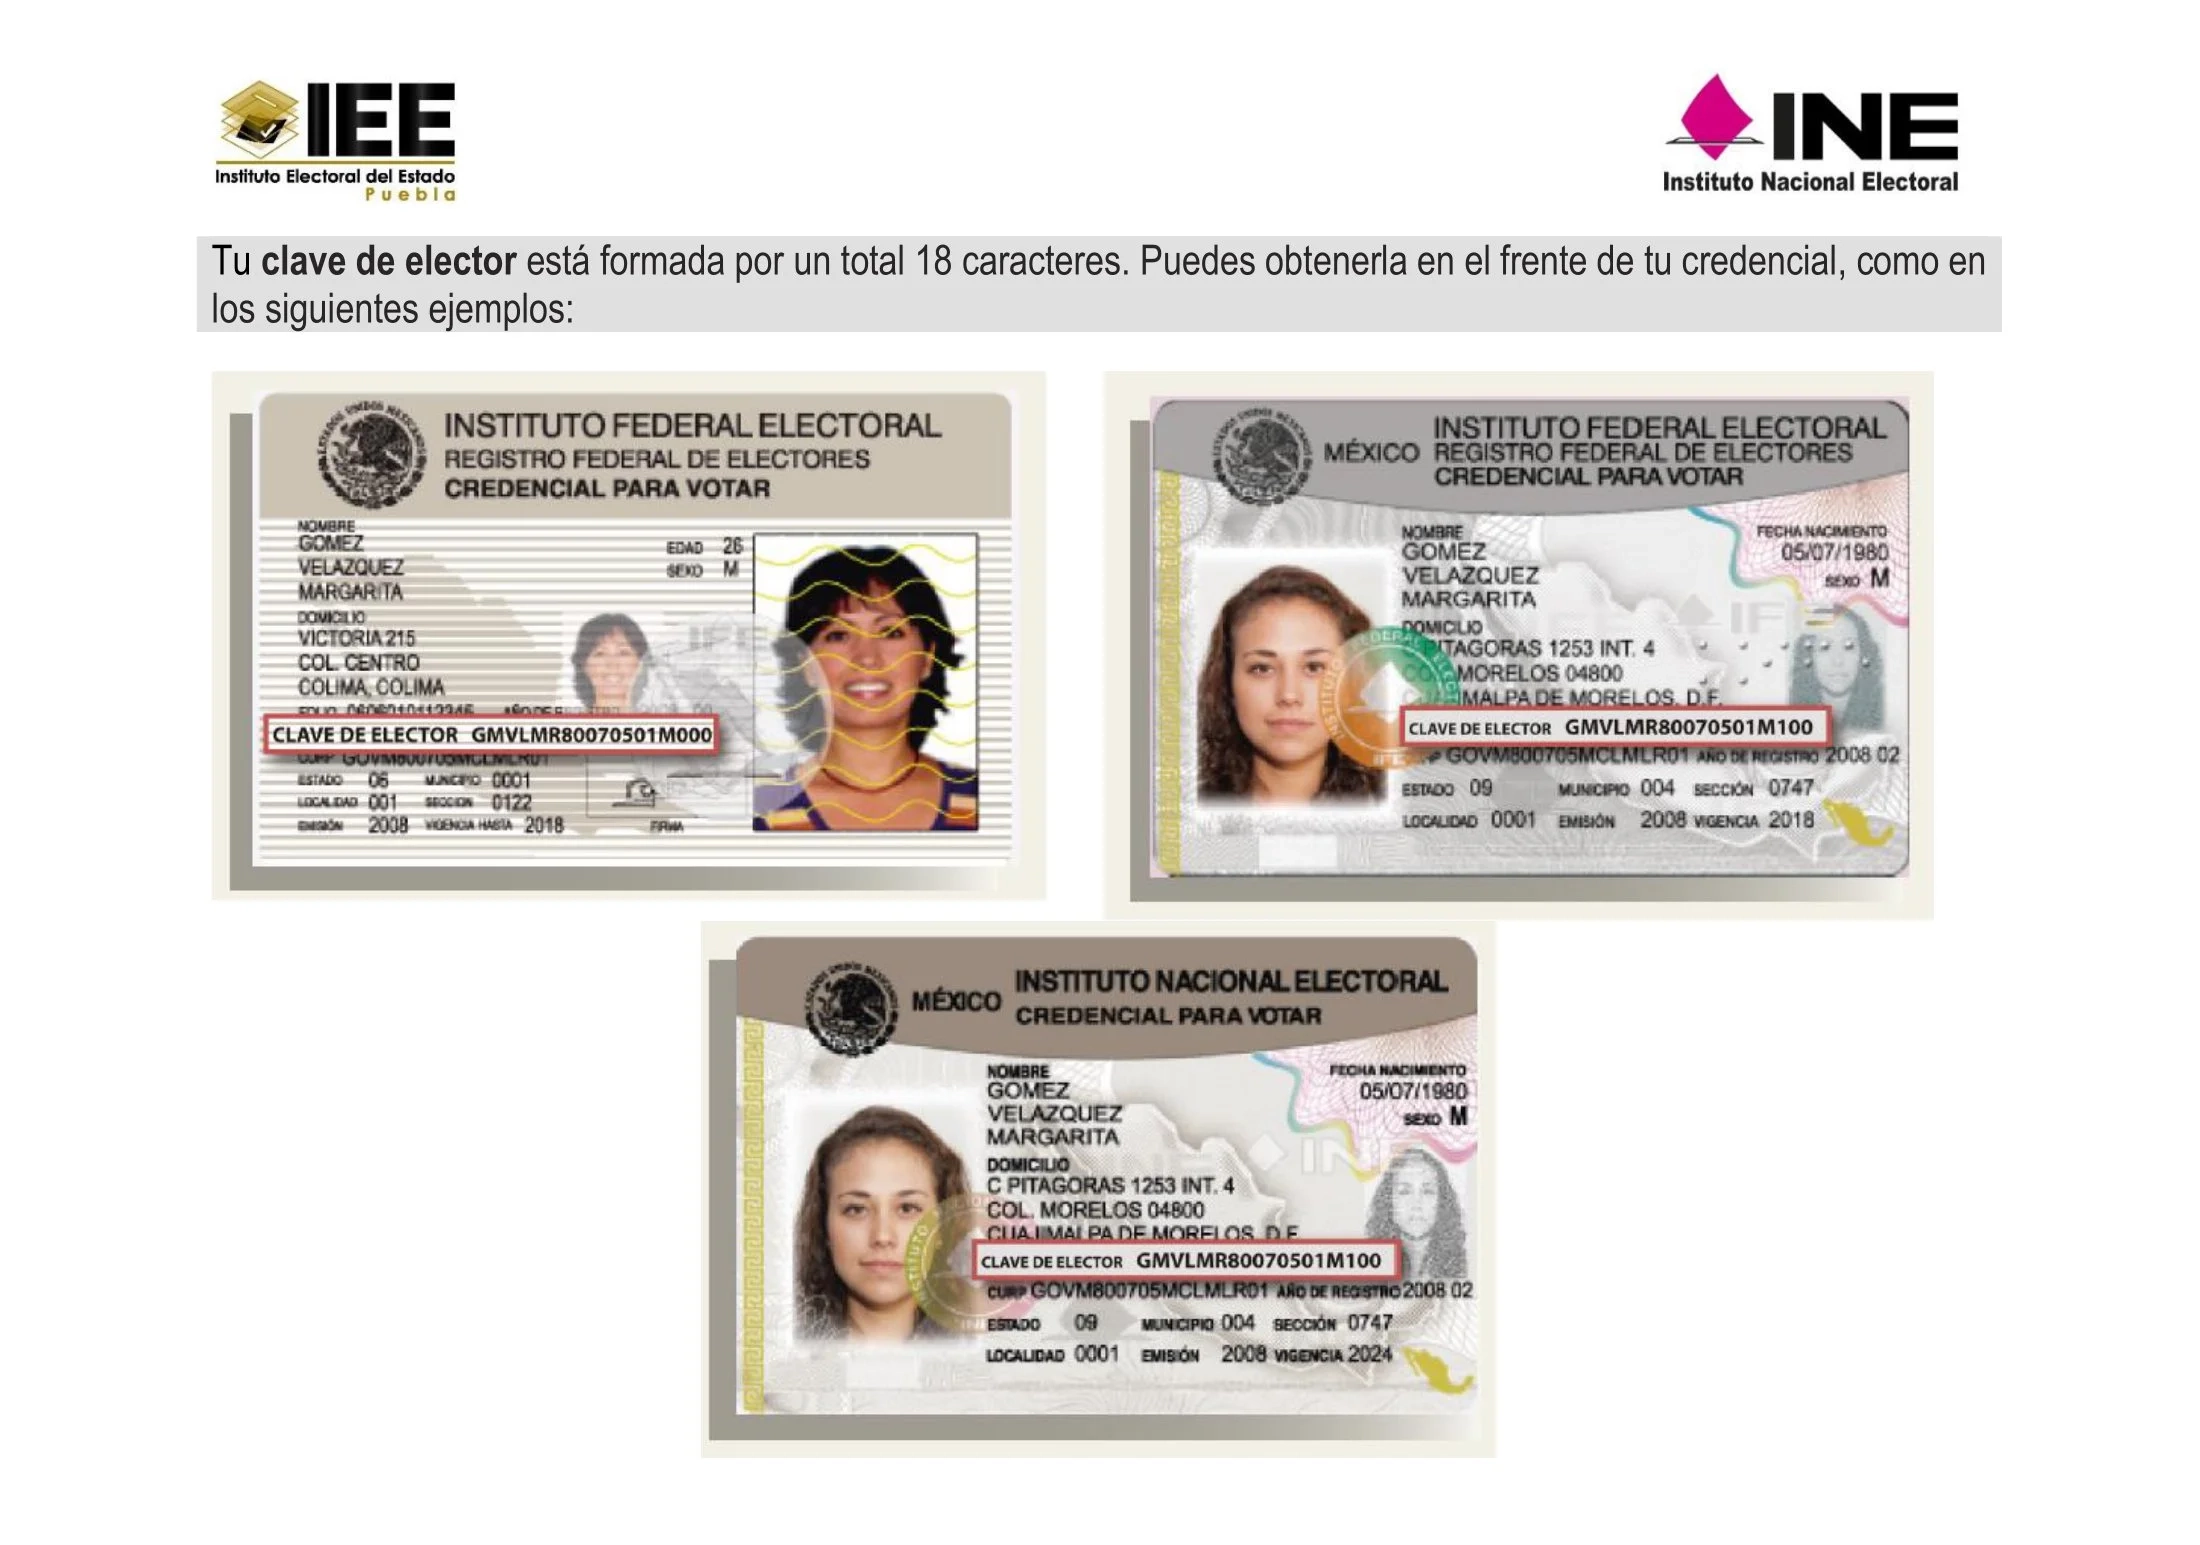 IEE
Instituto Electoral del Estado
Puebla
INE
Instituto Nacional Electoral
Tu clave de elector está formada por un total 18 caracteres. Puedes obtenerla en el frente de tu credencial, como en
los siguientes ejemplos:
INSTITUTO FEDERAL ELECTORAL
REGISTRO FEDERAL DE ELECTORES
CREDENCIAL PARA VOTAR
NOMBRE
GOMEZ
VELAZQUEZ
MARGARITA
EDAD 26
SEXO M
DOMICILIO
VICTORIA 215
COL. CENTRO
COLIMA, COLIMA
FOLIO 0606010112346 AÑO DE REGISTRO
CLAVE DE ELECTOR GMVLMR80070501M000
CURP GOVM800705MCLMLR01
ESTADO 06 MUNICIPIO 0001
LOCALIDAD 001 SECCION 0122
EMISIÓN 2008 VIGENCIA HASTA 2018
FIRMA
MÉXICO
INSTITUTO FEDERAL ELECTORAL
REGISTRO FEDERAL DE ELECTORES
CREDENCIAL PARA VOTAR
NOMBRE
GOMEZ
VELAZQUEZ
MARGARITA
FECHA NACIMIENTO
05/07/1980
SEXO M
DOMICILIO
PITAGORAS 1253 INT. 4
MORELOS 04800
MALPA DE MORELOS, D.F.
CLAVE DE ELECTOR GMVLMR80070501M100
GOVM800705MCLMLR01 AÑO DE REGISTRO 2008 02
ESTADO 09 MUNICIPIO 004 SECCIÓN 0747
LOCALIDAD 0001 EMISIÓN 2008 VIGENCIA 2018
MÉXICO
INSTITUTO NACIONAL ELECTORAL
CREDENCIAL PARA VOTAR
NOMBRE
GOMEZ
VELAZQUEZ
MARGARITA
FECHA NACIMIENTO
05/07/1980
SEXO M
INE
DOMICILIO
C PITAGORAS 1253 INT. 4
COL. MORELOS 04800
CUAJIMALPA DE MORELOS, D.F.
CLAVE DE ELECTOR GMVLMR80070501M100
CURP GOVM800705MCLMLR01 AÑO DE REGISTRO 2008 02
ESTADO 09 MUNICIPIO 004 SECCIÓN 0747
LOCALIDAD 0001 EMISIÓN 2008 VIGENCIA 2024